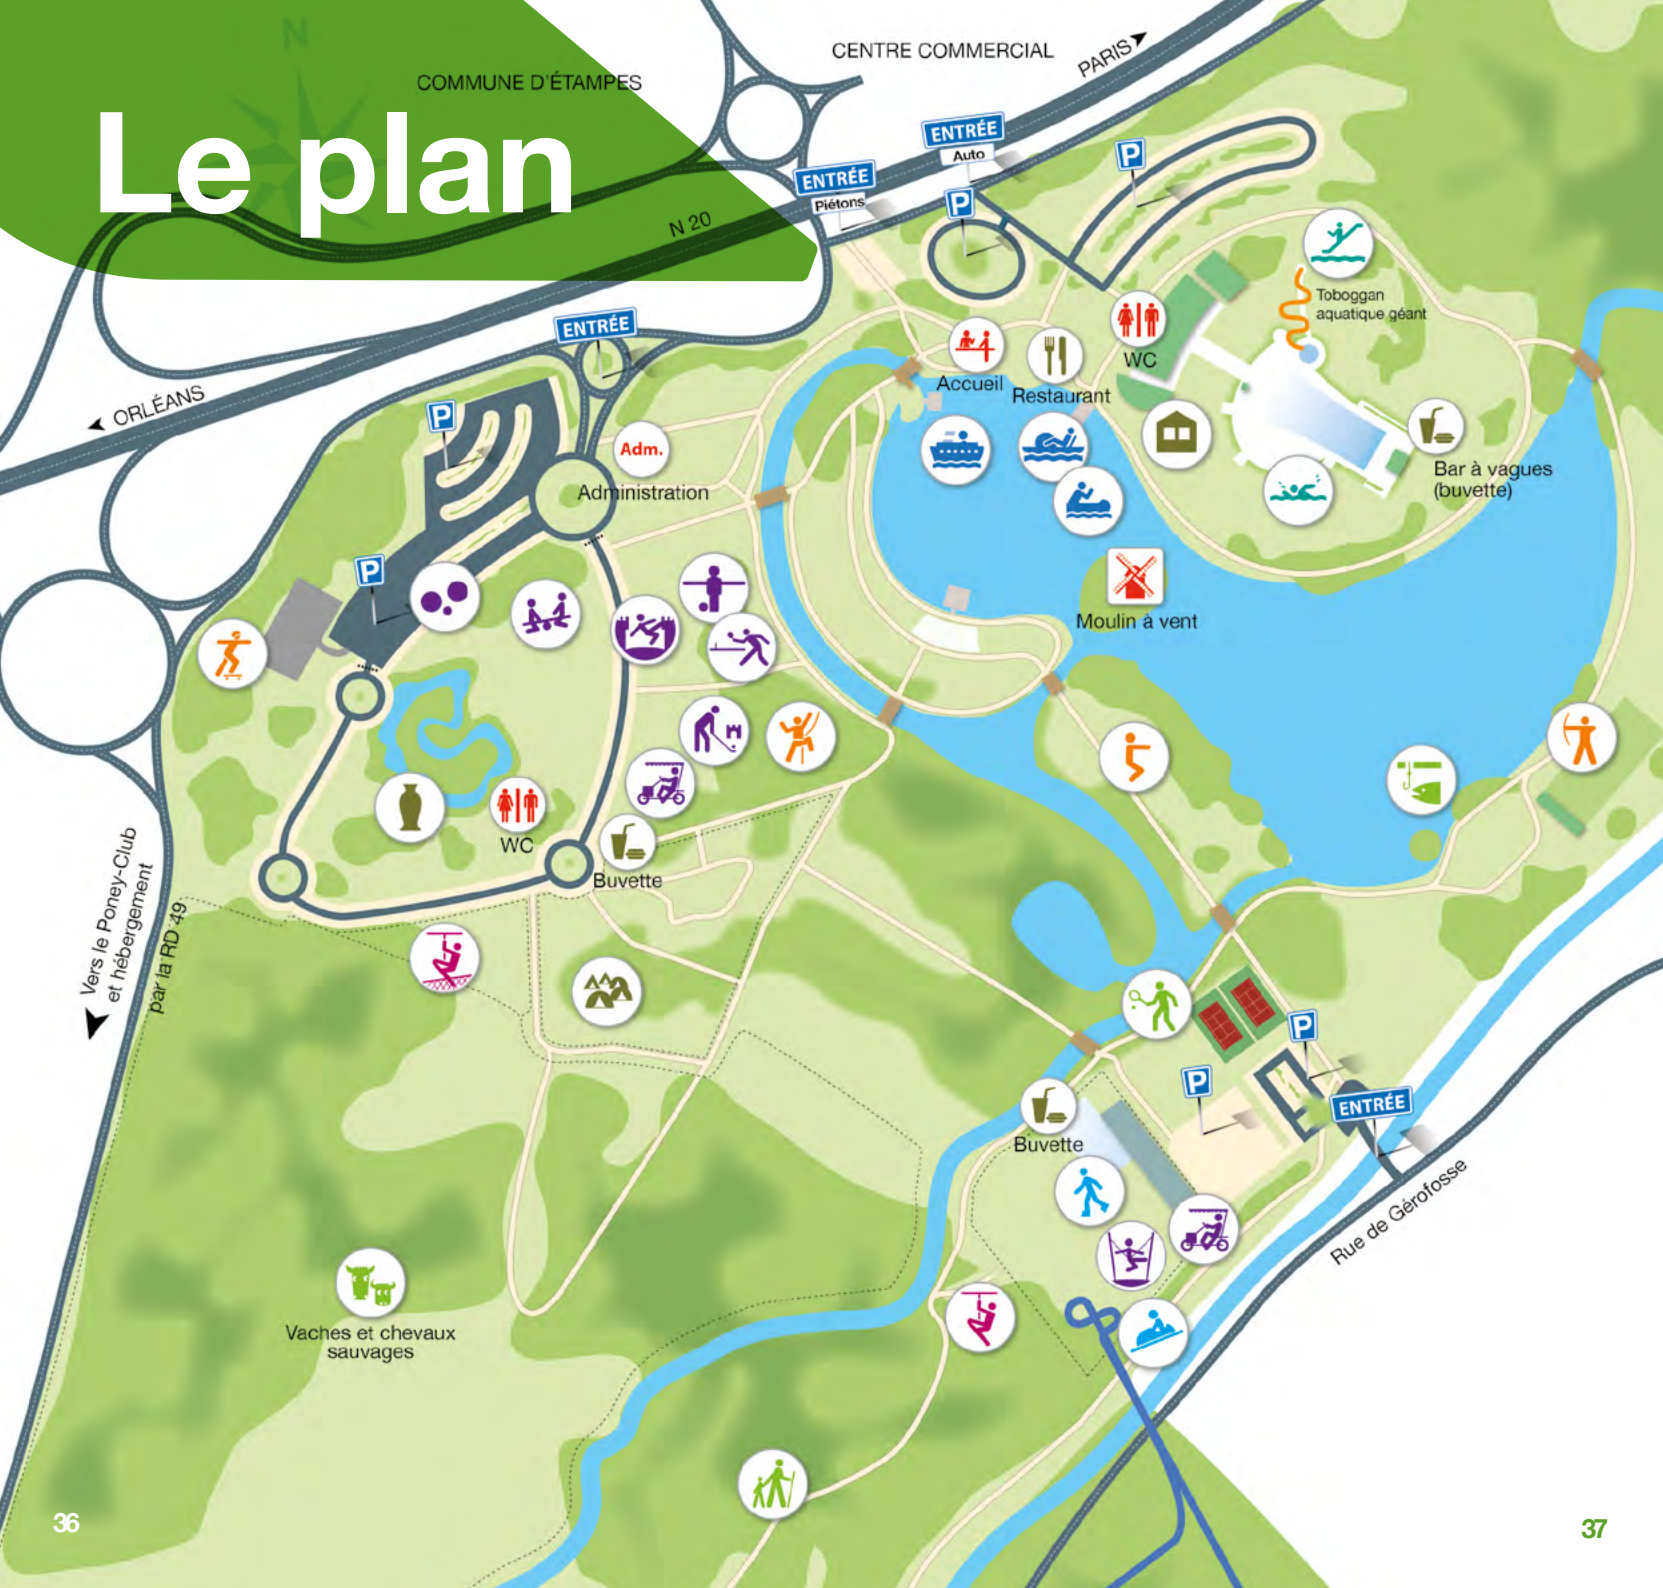 N
COMMUNE D'ÉTAMPES
Le plan
CENTRE COMMERCIAL
PARIS
ENTRÉE
Auto
ENTRÉE
Piétons
P
P
N 20
ENTRÉE
ORLÉANS
P
Adm.
Administration
Accueil
Restaurant
WC
Toboggan
aquatique géant
Bar à vagues
(buvette)
Moulin à vent
P
WC
Buvette
Vers le Poney-Club
et hébergement
par la RD 49
P
P
ENTRÉE
Buvette
Rue de Gérofosse
Vaches et chevaux
sauvages
36
37